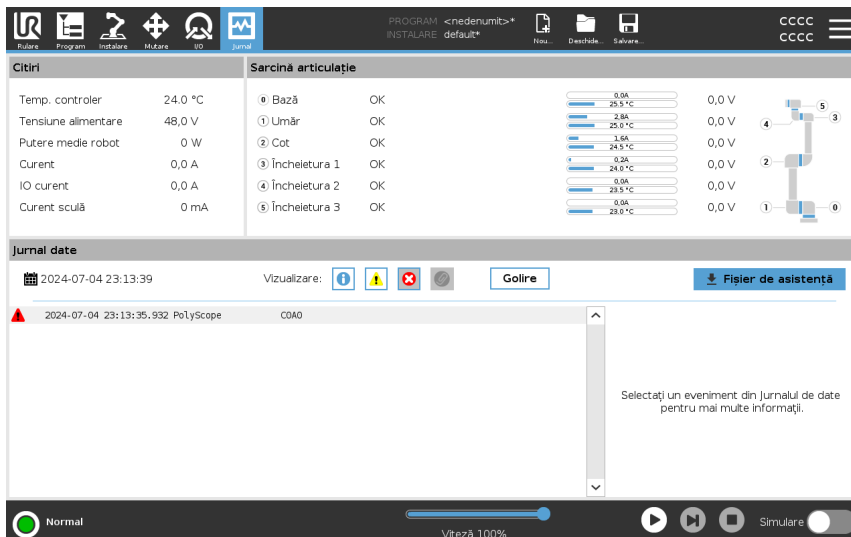 PROGRAM <nedenumit>*
INSTALARE default*
CCCC
CCCC
Rulare Program Instalare Mutare I/O Jurnal Nou... Deschide... Salvare...
Citiri
Temp. controler 24.0 °C
Tensiune alimentare 48,0 V
Putere medie robot 0 W
Curent 0,0 A
IO curent 0,0 A
Curent sculă 0 mA
Sarcină articulație
0 Bază OK 0,0A 25.5 °C 0,0 V
1 Umăr OK 2,8A 25.0 °C 0,0 V
2 Cot OK 1,6A 24.5 °C 0,0 V
3 Încheietura 1 OK 0,2A 24.0 °C 0,0 V
4 Încheietura 2 OK 0,0A 23.5 °C 0,0 V
5 Încheietura 3 OK 0,0A 23.0 °C 0,0 V
5
4 3
2
1 0
Jurnal date
2024-07-04 23:13:39 Vizualizare: Golire Fișier de asistență
2024-07-04 23:13:35.932 PolyScope C0A0
Selectați un eveniment din Jurnalul de date
pentru mai multe informații.
Normal Viteză 100% Simulare